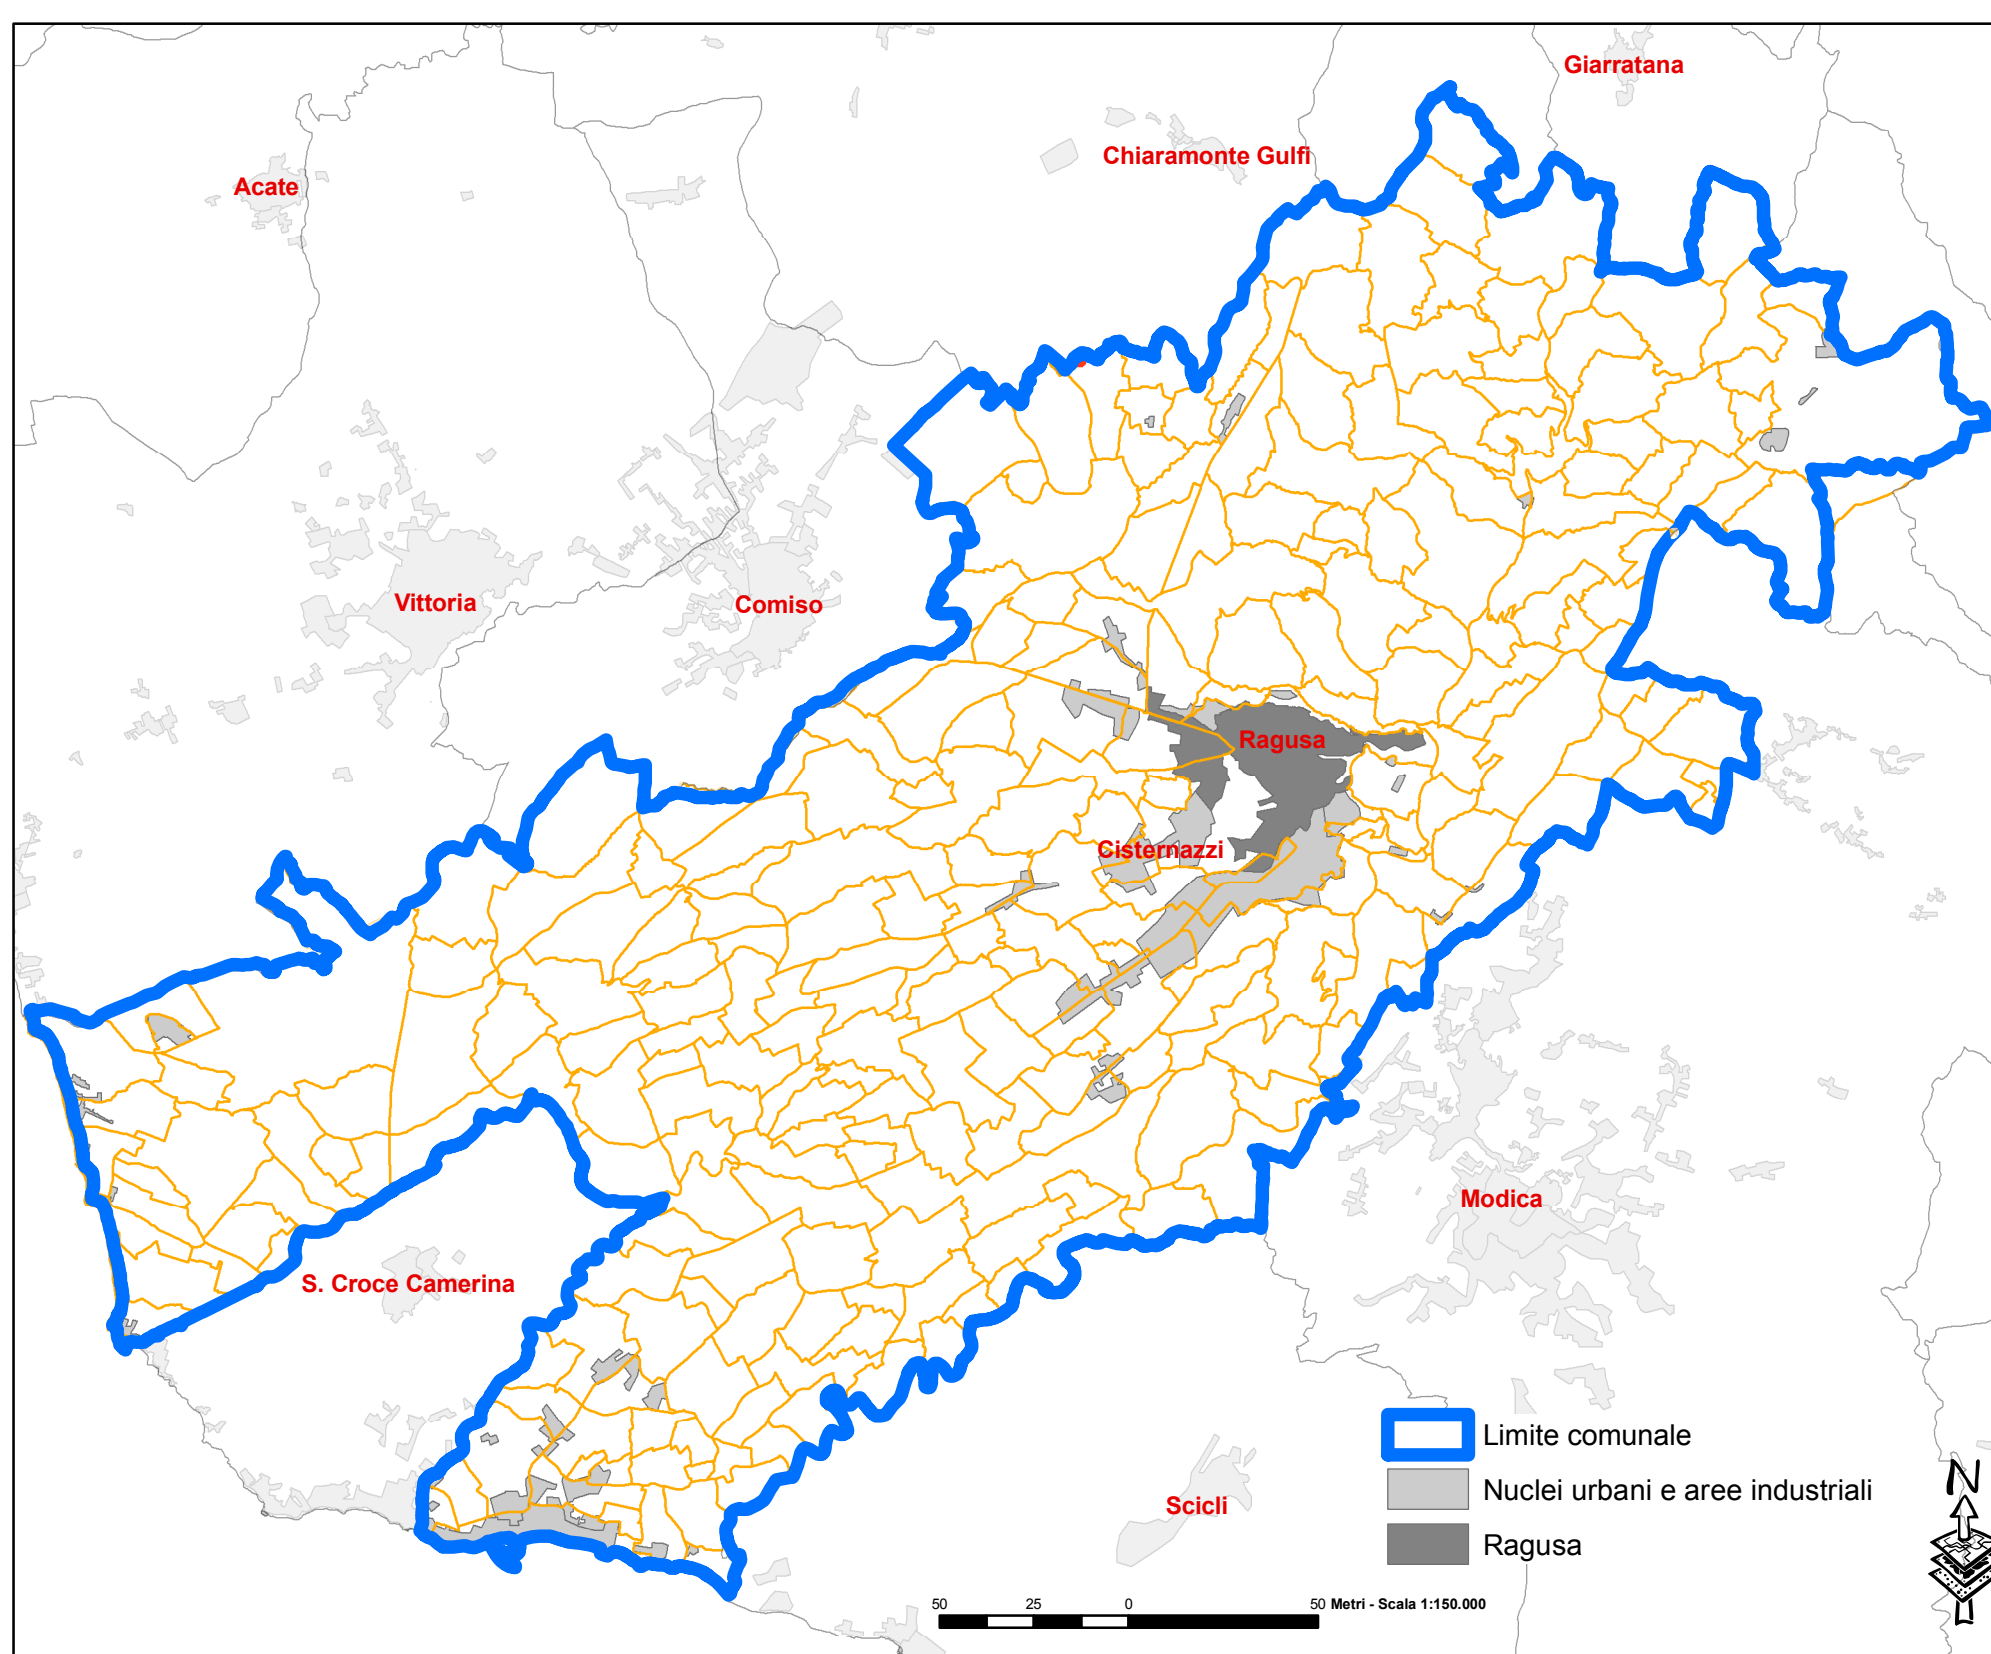 Giarratana
Chiaramonte Gulfi
Acate
Vittoria
Comiso
Ragusa
Cisternazzi
Modica
S. Croce Camerina
Limite comunale
Nuclei urbani e aree industriali
Scicli
Ragusa
N
50 25 0 50 Metri - Scala 1:150.000